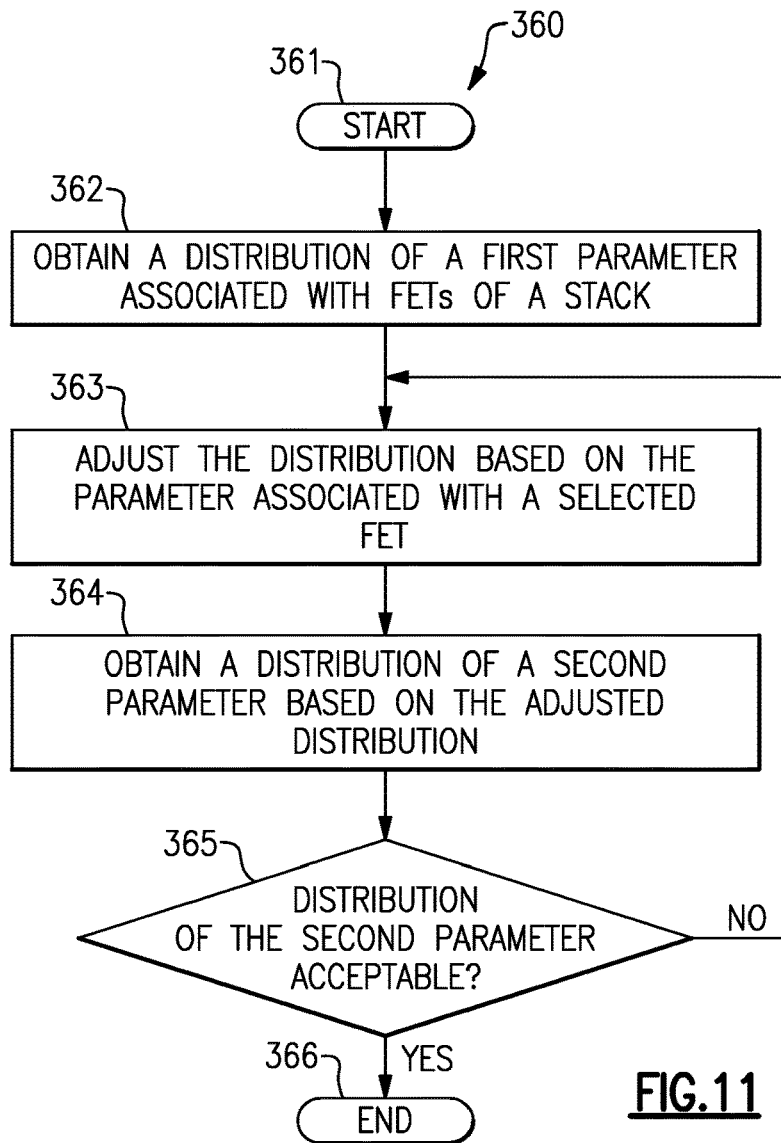 360
361
START
362
OBTAIN A DISTRIBUTION OF A FIRST PARAMETER
ASSOCIATED WITH FETs OF A STACK
363
ADJUST THE DISTRIBUTION BASED ON THE
PARAMETER ASSOCIATED WITH A SELECTED
FET
364
OBTAIN A DISTRIBUTION OF A SECOND
PARAMETER BASED ON THE ADJUSTED
DISTRIBUTION
365
DISTRIBUTION
OF THE SECOND PARAMETER
ACCEPTABLE?
NO
YES
366
END
FIG.11